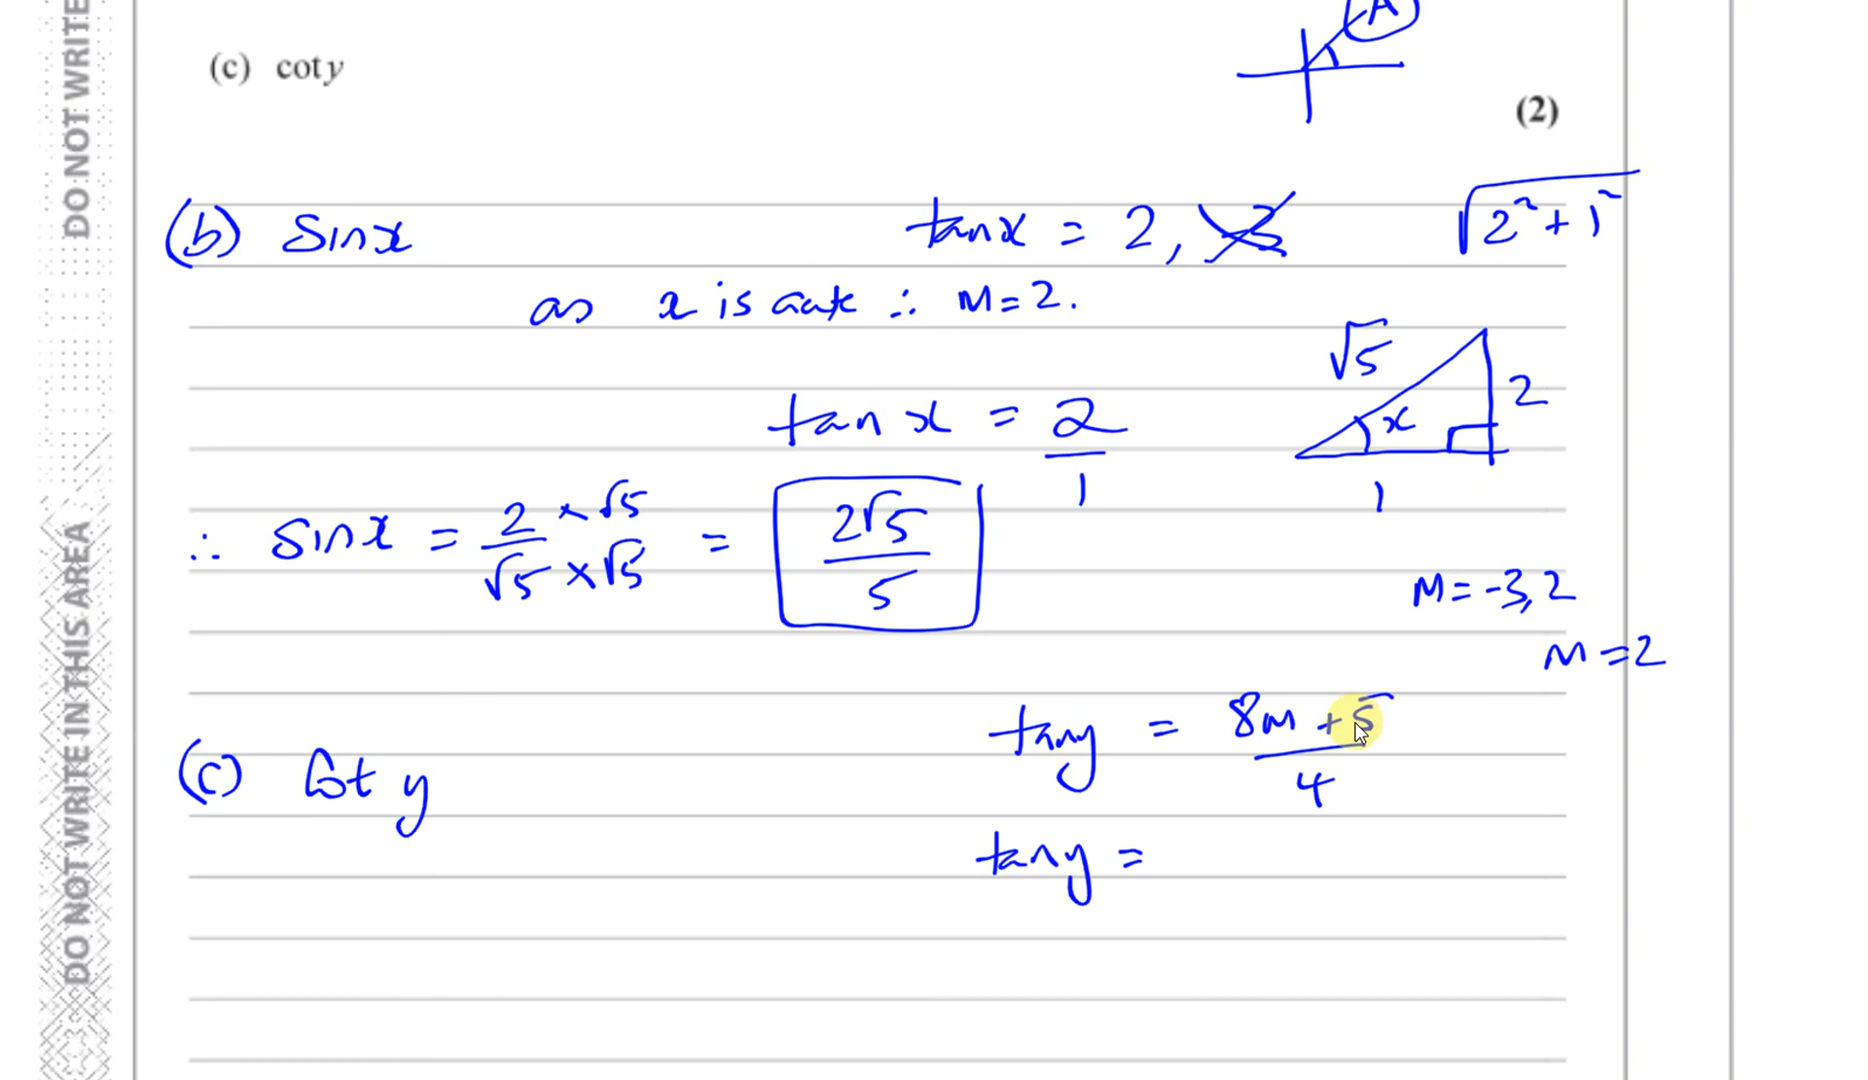 (A)
(c) cot y
(2)
(b) sin x tan x = 2, -3 √2² + 1²
as x is acute ∴ M = 2.
√5 x 2 1
tan x = 2/1
∴ sin x = 2/√5 × √5/√5 = 2√5/5
M = -3, 2
M = 2
tan y = 8m + 5/4
(c) Cot y
tan y =
DO NOT WRITE IN THIS AREA
DO NOT WRITE